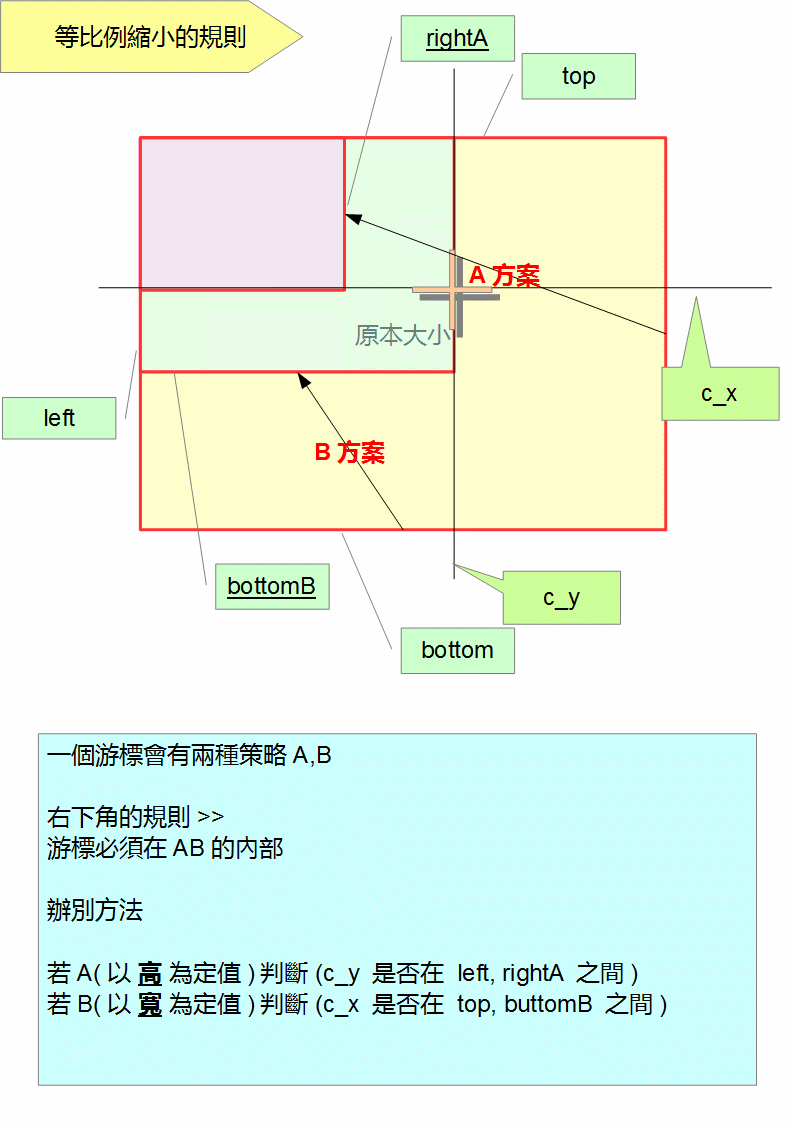 等比例縮小的規則
rightA
top
A 方案
原本大小
c_x
left
B 方案
bottomB
c_y
bottom
一個游標會有兩種策略 A,B
右下角的規則 >>
游標必須在 AB 的內部
辦別方法
若 A( 以 高 為定值 ) 判斷 (c_y 是否在 left, rightA 之間 )
若 B( 以 寬 為定值 ) 判斷 (c_x 是否在 top, buttomB 之間 )